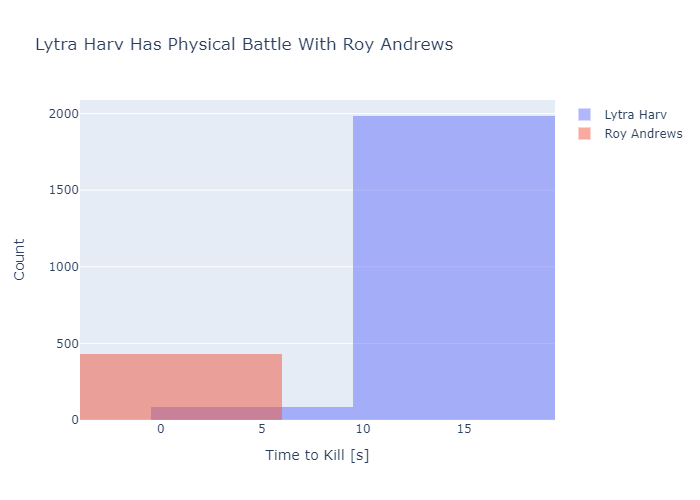 Lytra Harv Has Physical Battle With Roy Andrews
Lytra Harv
Roy Andrews
2000
1500
1000
500
0
Count
0 5 10 15
Time to Kill [s]